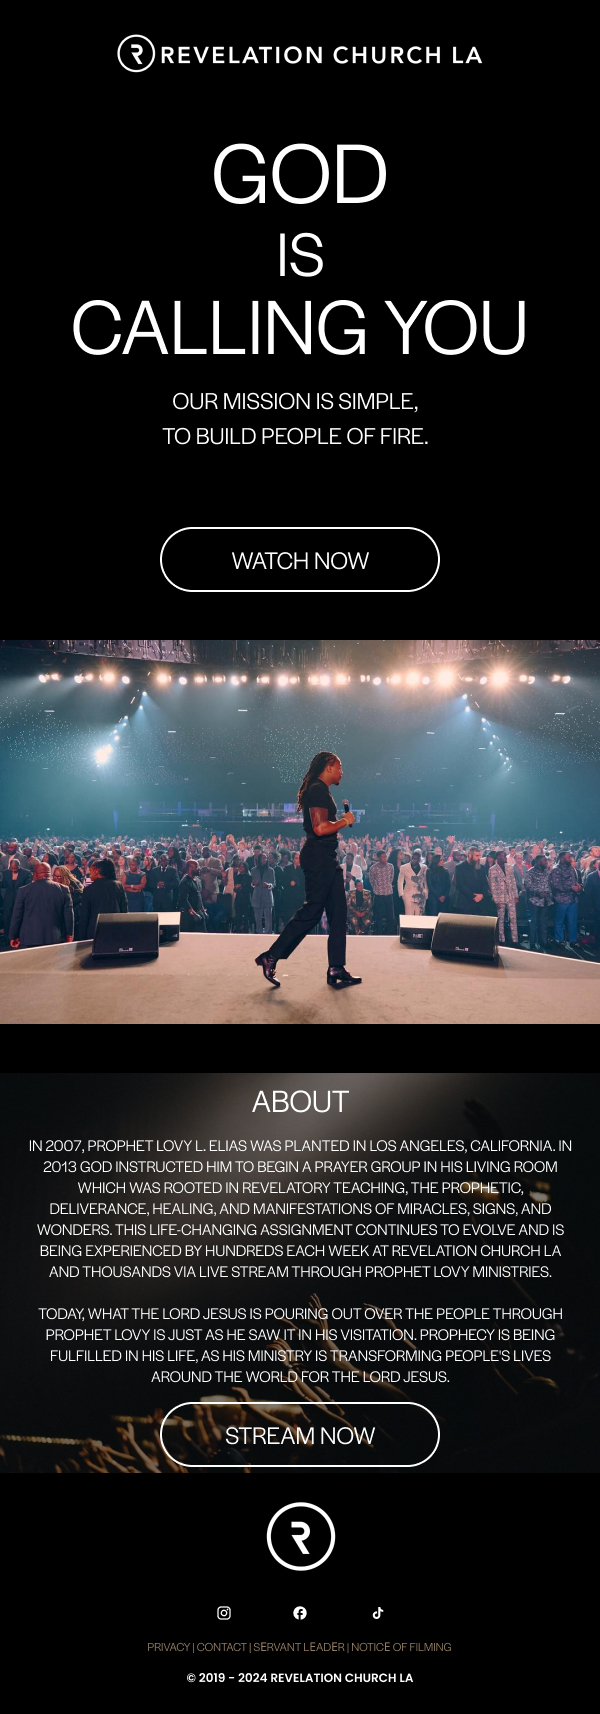 R REVELATION CHURCH LA
GOD
IS
CALLING YOU
OUR MISSION IS SIMPLE,
TO BUILD PEOPLE OF FIRE.
WATCH NOW
ABOUT
IN 2007, PROPHET LOVY L. ELIAS WAS PLANTED IN LOS ANGELES, CALIFORNIA. IN
2013 GOD INSTRUCTED HIM TO BEGIN A PRAYER GROUP IN HIS LIVING ROOM
WHICH WAS ROOTED IN REVELATORY TEACHING, THE PROPHETIC,
DELIVERANCE, HEALING, AND MANIFESTATIONS OF MIRACLES, SIGNS, AND
WONDERS. THIS LIFE-CHANGING ASSIGNMENT CONTINUES TO EVOLVE AND IS
BEING EXPERIENCED BY HUNDREDS EACH WEEK AT REVELATION CHURCH LA
AND THOUSANDS VIA LIVE STREAM THROUGH PROPHET LOVY MINISTRIES.
TODAY, WHAT THE LORD JESUS IS POURING OUT OVER THE PEOPLE THROUGH
PROPHET LOVY IS JUST AS HE SAW IT IN HIS VISITATION. PROPHECY IS BEING
FULFILLED IN HIS LIFE, AS HIS MINISTRY IS TRANSFORMING PEOPLE'S LIVES
AROUND THE WORLD FOR THE LORD JESUS.
STREAM NOW
R
PRIVACY | CONTACT | SERVANT LEADER | NOTICE OF FILMING
© 2019 - 2024 REVELATION CHURCH LA